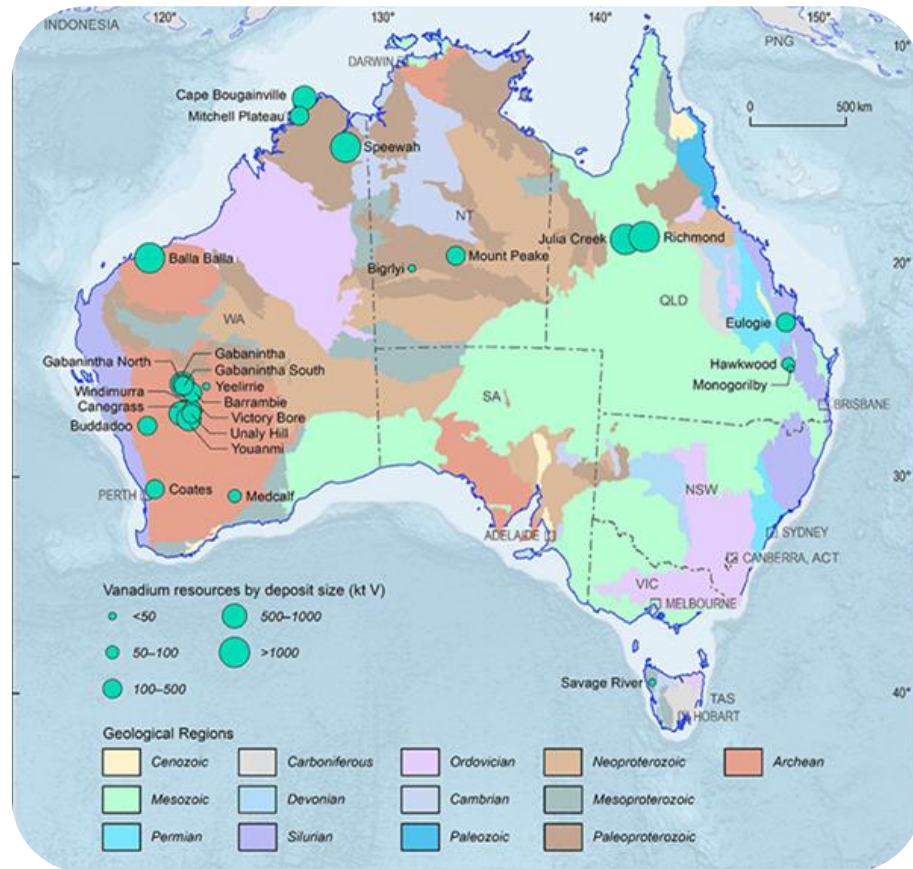 INDONESIA
120°
130°
140°
150°
PNG
10°
DARWIN
Cape Bougainville
Mitchell Plateau
0 500 km
Speewah
NT
Julia Creek
Richmond
Balla Balla
Bigrlyi
Mount Peake
20°
WA
QLD
Eulogie
Gabanintha North
Gabanintha
Gabanintha South
Hawkwood
Windimurra
Yeelirrie
Monogorilby
Canegrass
Barrambie
SA
BRISBANE
Buddadoo
Victory Bore
Unaly Hill
Youanmi
30°
PERTH
Coates
Medcalf
NSW
ADELAIDE
SYDNEY
CANBERRA, ACT
VIC
MELBOURNE
Vanadium resources by deposit size (kt V)
<50
500–1000
50–100
>1000
100–500
Savage River
TAS
40°
HOBART
Geological Regions
Cenozoic
Carboniferous
Ordovician
Neoproterozoic
Archean
Mesozoic
Devonian
Cambrian
Mesoproterozoic
Permian
Silurian
Paleozoic
Paleoproterozoic